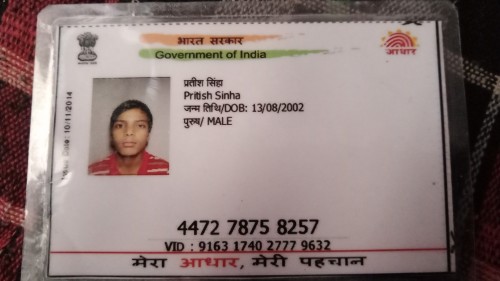 भारत सरकार
Government of India
आधार
Date: 10/11/2014
प्रतीश सिंहा
Pritish Sinha
जन्म तिथि/DOB: 13/08/2002
पुरुष/ MALE
4472 7875 8257
VID : 9163 1740 2777 9632
मेरा आधार, मेरी पहचान